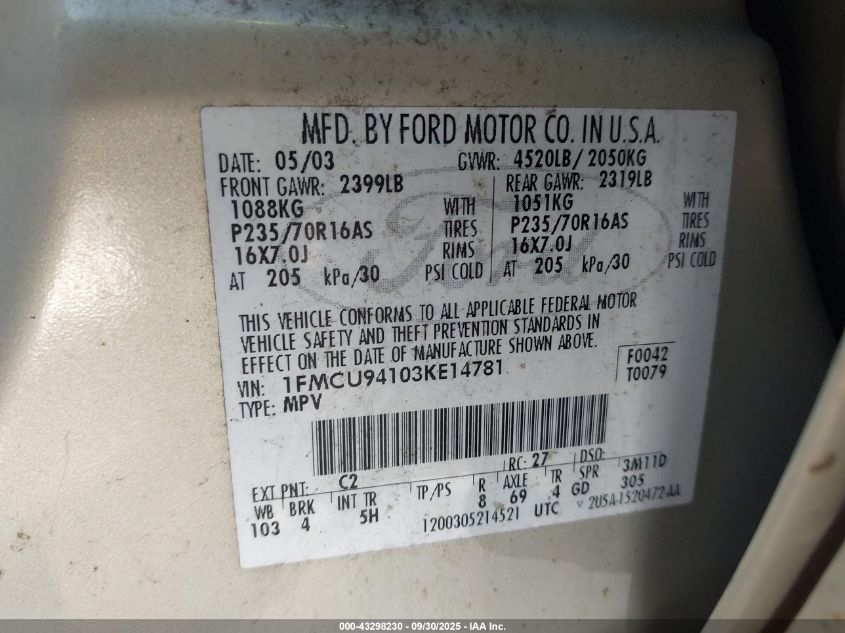 MFD. BY FORD MOTOR CO. IN U.S.A.
DATE: 05/03 GVWR: 4520LB/ 2050KG
FRONT GAWR: 2399LB REAR GAWR: 2319LB
1088KG WITH 1051KG WITH
P235/70R16AS TIRES P235/70R16AS TIRES
16X7.0J RIMS 16X7.0J RIMS
AT 205 kPa/30 PSI COLD AT 205 kPa/30 PSI COLD
Ford
THIS VEHICLE CONFORMS TO ALL APPLICABLE FEDERAL MOTOR
VEHICLE SAFETY AND THEFT PREVENTION STANDARDS IN
EFFECT ON THE DATE OF MANUFACTURE SHOWN ABOVE.
VIN: 1FMCU94103KE14781 F0042
TYPE: MPV T0079
EXT PNT: C2 RC: 27 DSO:
WB BRK INT TR TP/PS R AXLE TR SPR 3M11D
103 4 5H 8 69 4 GD 305
1200305214521 UTC 2U5A-1520472-AA
000-43298230 - 09/30/2025 - IAA Inc.